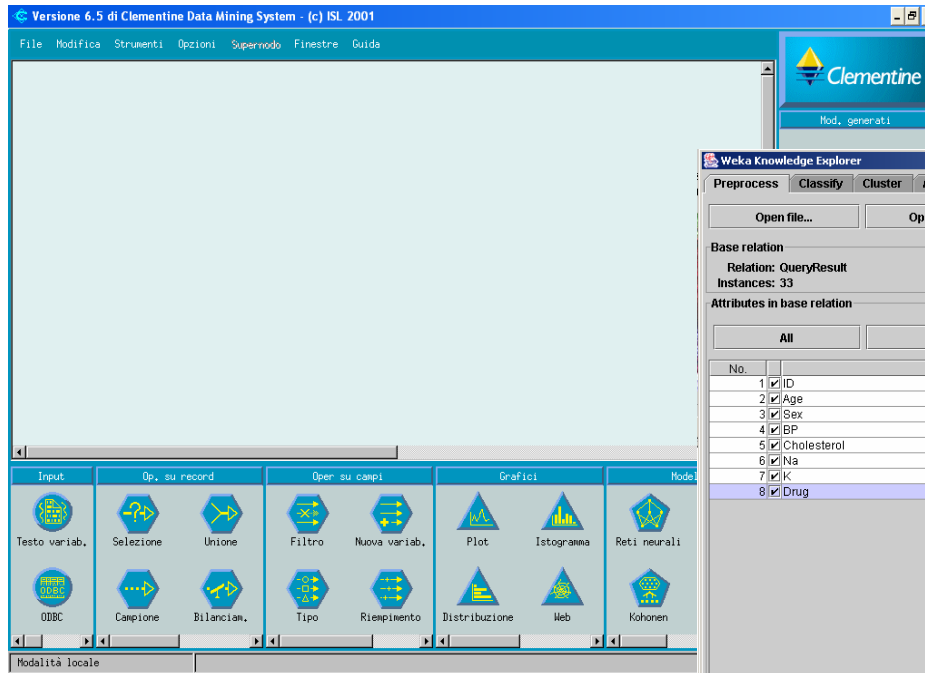 Versione 6.5 di Clementine Data Mining System - (c) ISL 2001
File Modifica Strumenti Opzioni Supernodo Finestre Guida
Clementine
Mod. generati
Weka Knowledge Explorer
Preprocess Classify Cluster
Open file... Op
Base relation
Relation: QueryResult
Instances: 33
Attributes in base relation
All
No.
1 ID
2 Age
3 Sex
4 BP
5 Cholesterol
6 Na
7 K
8 Drug
Input Op. su record Oper su campi Grafici Model
Testo variab. Selezione Unione Filtro Nuova variab. Plot Istogramma Reti neurali
ODBC
ODBC Campione Bilanciam. Tipo Riempimento Distribuzione Web Kohonen
Modalità locale